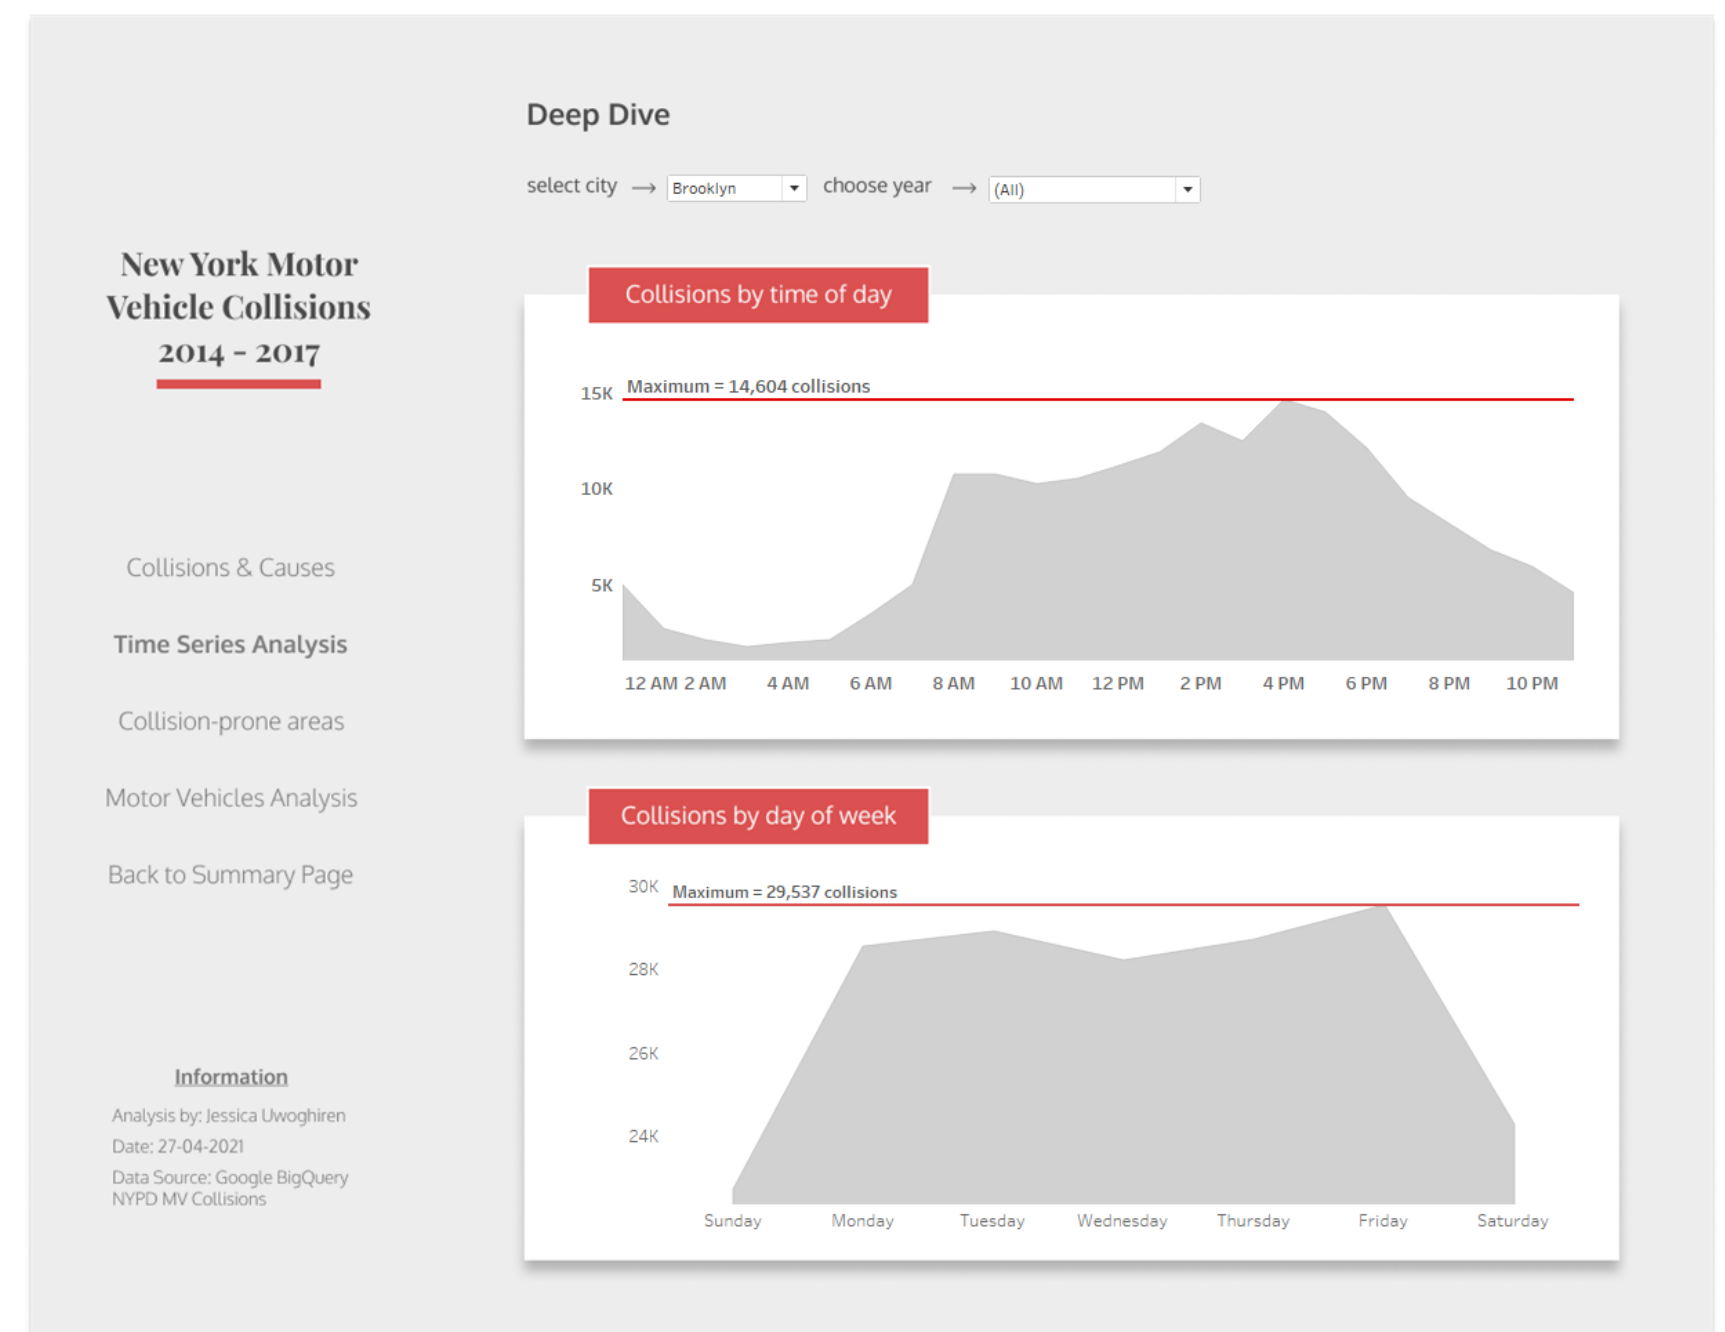 Deep Dive
select city → Brooklyn choose year → (All)
New York Motor
Vehicle Collisions
2014 - 2017
Collisions & Causes
Time Series Analysis
Collision-prone areas
Motor Vehicles Analysis
Back to Summary Page
Information
Analysis by: Jessica Uwoghiren
Date: 27-04-2021
Data Source: Google BigQuery
NYPD MV Collisions
Collisions by time of day
Maximum = 14,604 collisions
15K
10K
5K
12 AM 2 AM 4 AM 6 AM 8 AM 10 AM 12 PM 2 PM 4 PM 6 PM 8 PM 10 PM
Collisions by day of week
Maximum = 29,537 collisions
30K
28K
26K
24K
Sunday Monday Tuesday Wednesday Thursday Friday Saturday